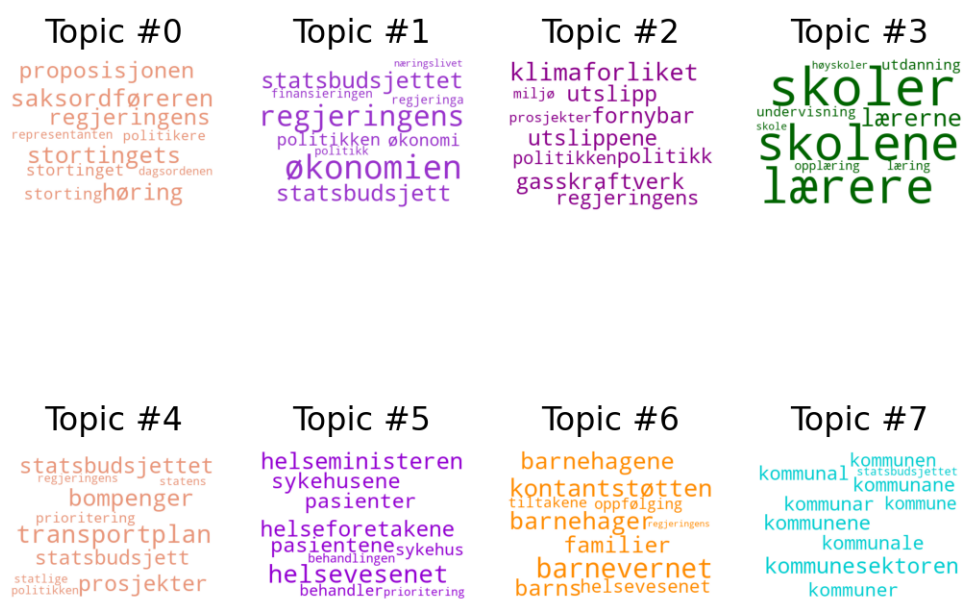 Topic #0
Topic #1
Topic #2
Topic #3
proposisjonen
saksordføreren
regjeringens
representanten politikere
stortingets
stortinget dagsordenen
storting høring
næringslivet
statsbudsjettet
finansieringen regjeringa
regjeringens
politikken økonomi
politikk
økonomien
statsbudsjett
klimaforliket
miljø utslipp
prosjekter fornybar
utslippene
politikken politikk
gasskraftverk
regjeringens
høyskoler utdanning
skoler
undervisning lærerne
skole
skolene
opplæring læring
lærere
Topic #4
Topic #5
Topic #6
Topic #7
statsbudsjettet
regjeringens statens
bompenger
prioritering
transportplan
statsbudsjett
statlige
politikken prosjekter
helseministeren
sykehusene
pasienter
helseforetakene
pasientene sykehus
behandlingen
helsevesenet
behandler prioritering
barnehagene
kontantstøtten
tiltakene oppfølging
barnehager regjeringens
familier
barnevernet
barns helsevesenet
kommunen
kommunal statsbudsjettet
kommunane
kommunar kommune
kommunene
kommunale
kommunesektoren
kommuner